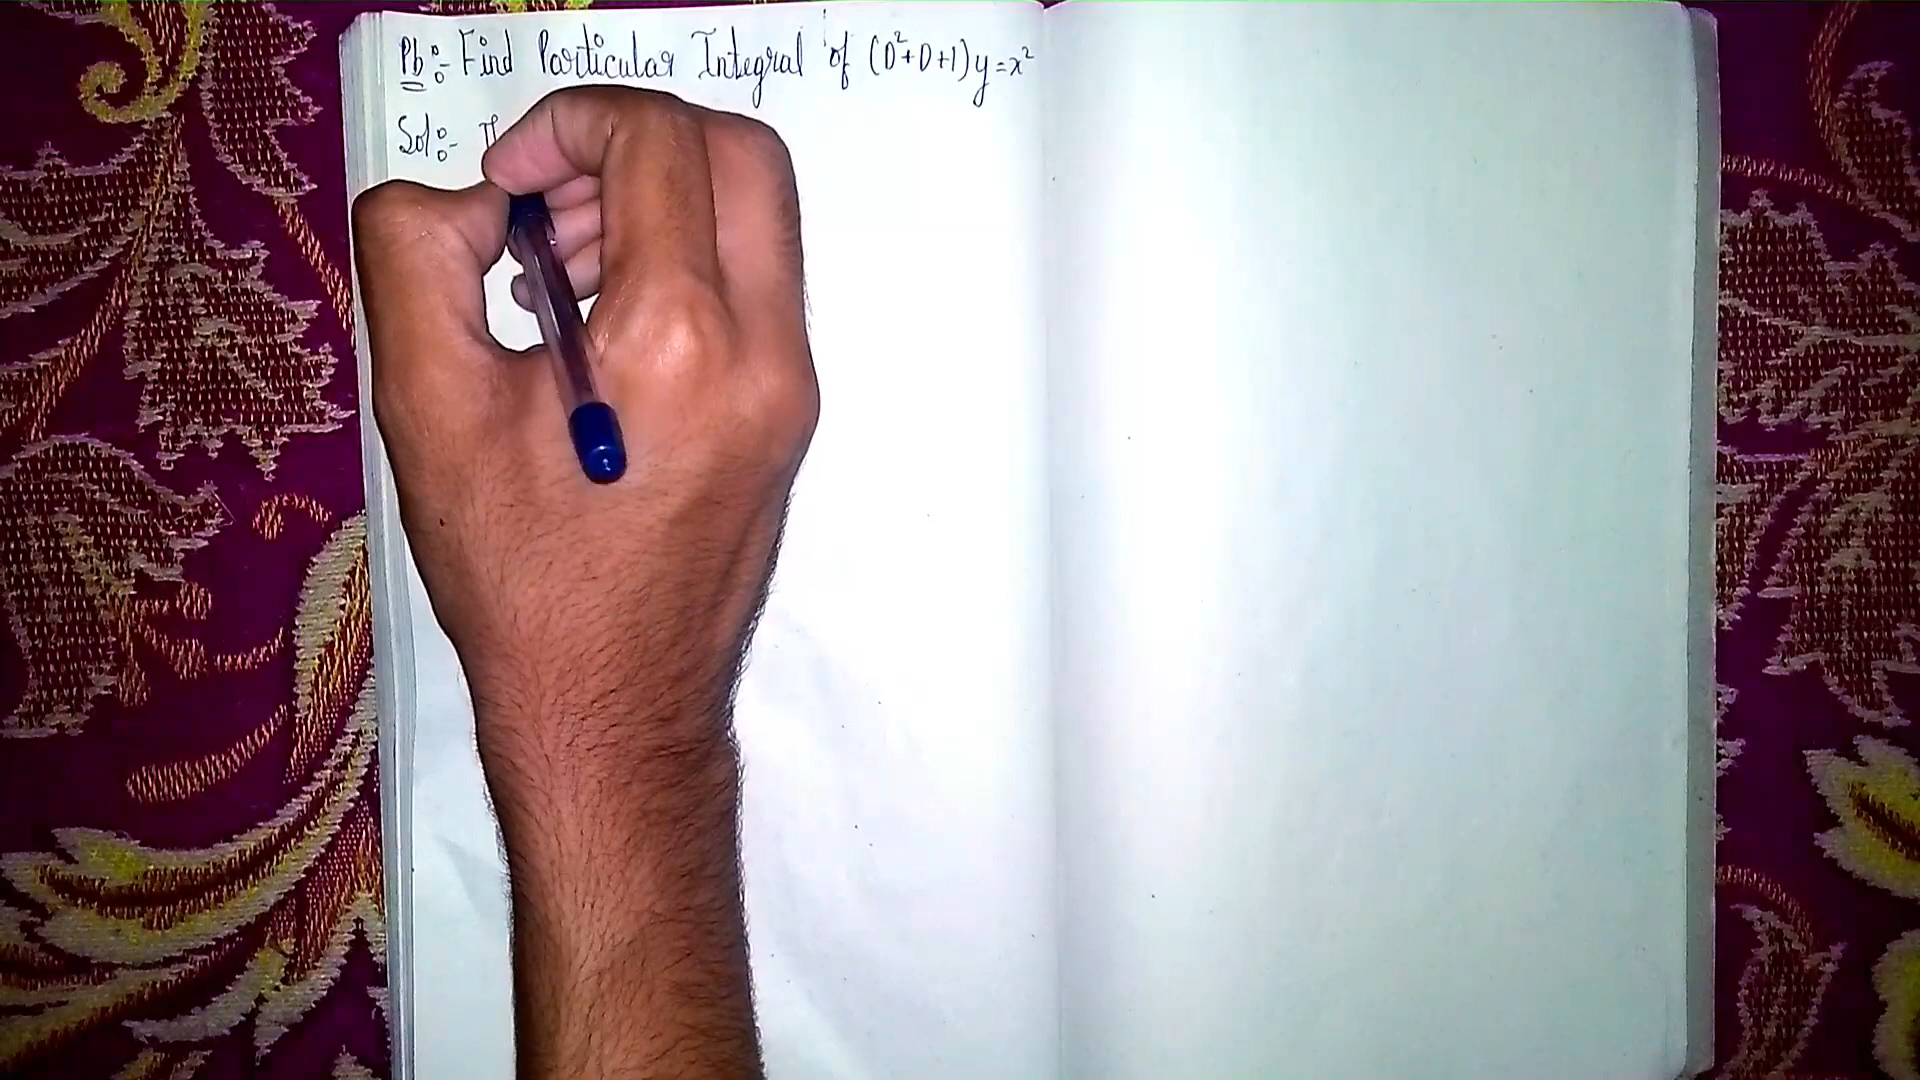 Pb:- Find Particular Integral of (D²+D+1)y=x²
Sol:-